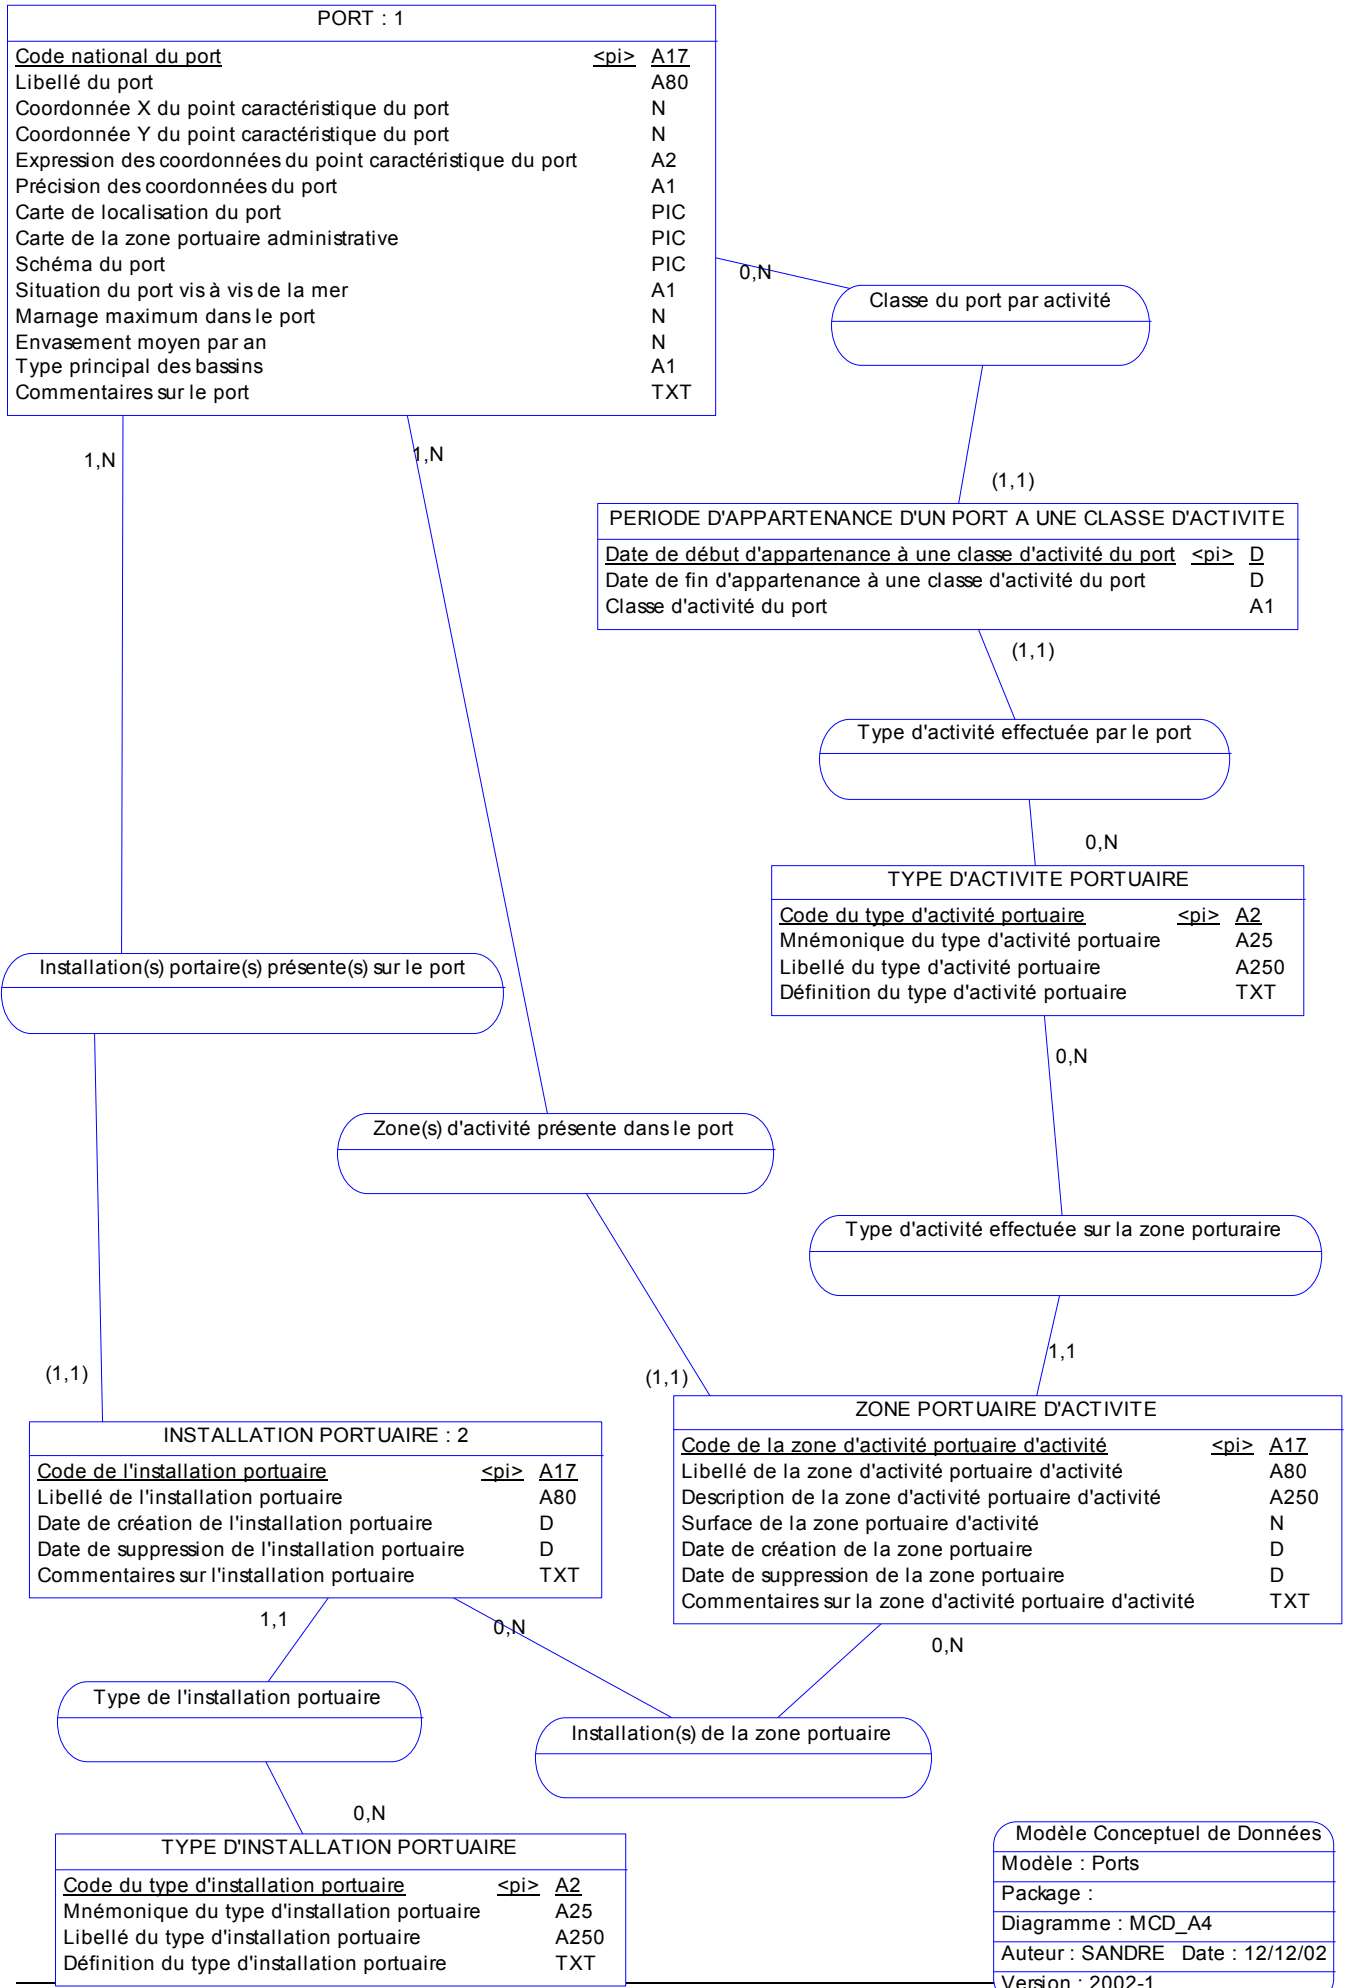 PORT : 1
Code national du port <pi> A17
Libellé du port A80
Coordonnée X du point caractéristique du port N
Coordonnée Y du point caractéristique du port N
Expression des coordonnées du point caractéristique du port A2
Précision des coordonnées du port A1
Carte de localisation du port PIC
Carte de la zone portuaire administrative PIC
Schéma du port PIC
Situation du port vis à vis de la mer A1
Marnage maximum dans le port N
Envasement moyen par an N
Type principal des bassins A1
Commentaires sur le port TXT
0,N
Classe du port par activité
1,N
1,N
(1,1)
PERIODE D'APPARTENANCE D'UN PORT A UNE CLASSE D'ACTIVITE
Date de début d'appartenance à une classe d'activité du port <pi> D
Date de fin d'appartenance à une classe d'activité du port D
Classe d'activité du port A1
(1,1)
Type d'activité effectuée par le port
0,N
TYPE D'ACTIVITE PORTUAIRE
Code du type d'activité portuaire <pi> A2
Mnémonique du type d'activité portuaire A25
Libellé du type d'activité portuaire A250
Définition du type d'activité portuaire TXT
Installation(s) portaire(s) présente(s) sur le port
0,N
Zone(s) d'activité présente dans le port
Type d'activité effectuée sur la zone porturaire
1,1
(1,1)
(1,1)
INSTALLATION PORTUAIRE : 2
Code de l'installation portuaire <pi> A17
Libellé de l'installation portuaire A80
Date de création de l'installation portuaire D
Date de suppression de l'installation portuaire D
Commentaires sur l'installation portuaire TXT
ZONE PORTUAIRE D'ACTIVITE
Code de la zone d'activité portuaire d'activité <pi> A17
Libellé de la zone d'activité portuaire d'activité A80
Description de la zone d'activité portuaire d'activité A250
Surface de la zone portuaire d'activité N
Date de création de la zone portuaire D
Date de suppression de la zone portuaire D
Commentaires sur la zone d'activité portuaire d'activité TXT
1,1
0,N
0,N
Type de l'installation portuaire
Installation(s) de la zone portuaire
0,N
TYPE D'INSTALLATION PORTUAIRE
Code du type d'installation portuaire <pi> A2
Mnémonique du type d'installation portuaire A25
Libellé du type d'installation portuaire A250
Définition du type d'installation portuaire TXT
Modèle Conceptuel de Données
Modèle : Ports
Package :
Diagramme : MCD_A4
Auteur : SANDRE Date : 12/12/02
Version : 2002-1